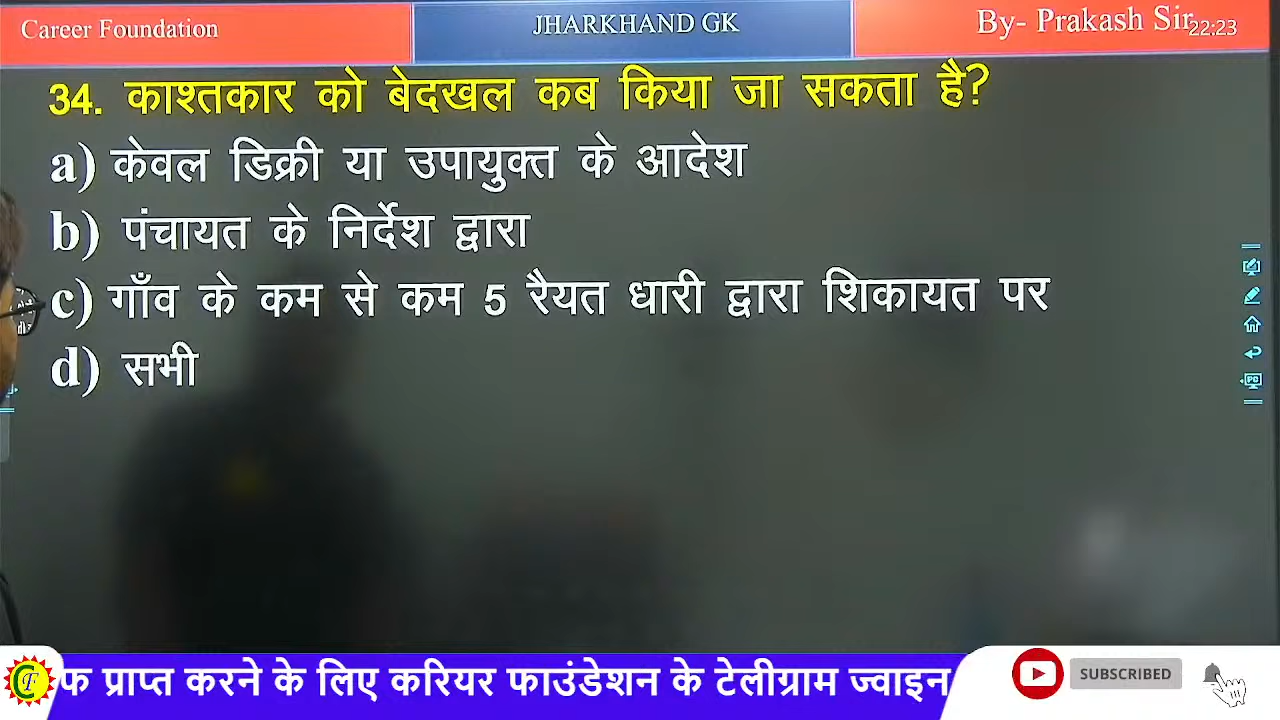 Career Foundation
JHARKHAND GK
By- Prakash Sir
22:23
34. काश्तकार को बेदखल कब किया जा सकता है?
a) केवल डिक्री या उपायुक्त के आदेश
b) पंचायत के निर्देश द्वारा
c) गाँव के कम से कम 5 रैयत धारी द्वारा शिकायत पर
d) सभी
फ प्राप्त करने के लिए करियर फाउंडेशन के टेलीग्राम ज्वाइन
SUBSCRIBED